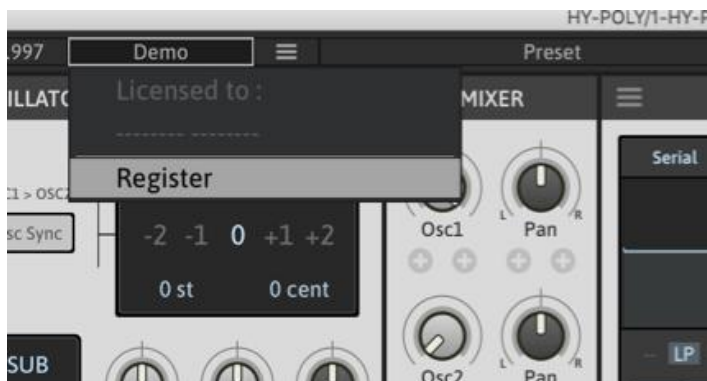 HY-POLY/1-HY-P
.997 Demo Preset
ILLATO Licensed to : MIXER
-------- --------
Serial
Register
C1 > OSC2
sc Sync -2 -1 0 +1 +2 Osc1 L Pan R
0 st 0 cent
SUB LP
Osc2 L Pan R